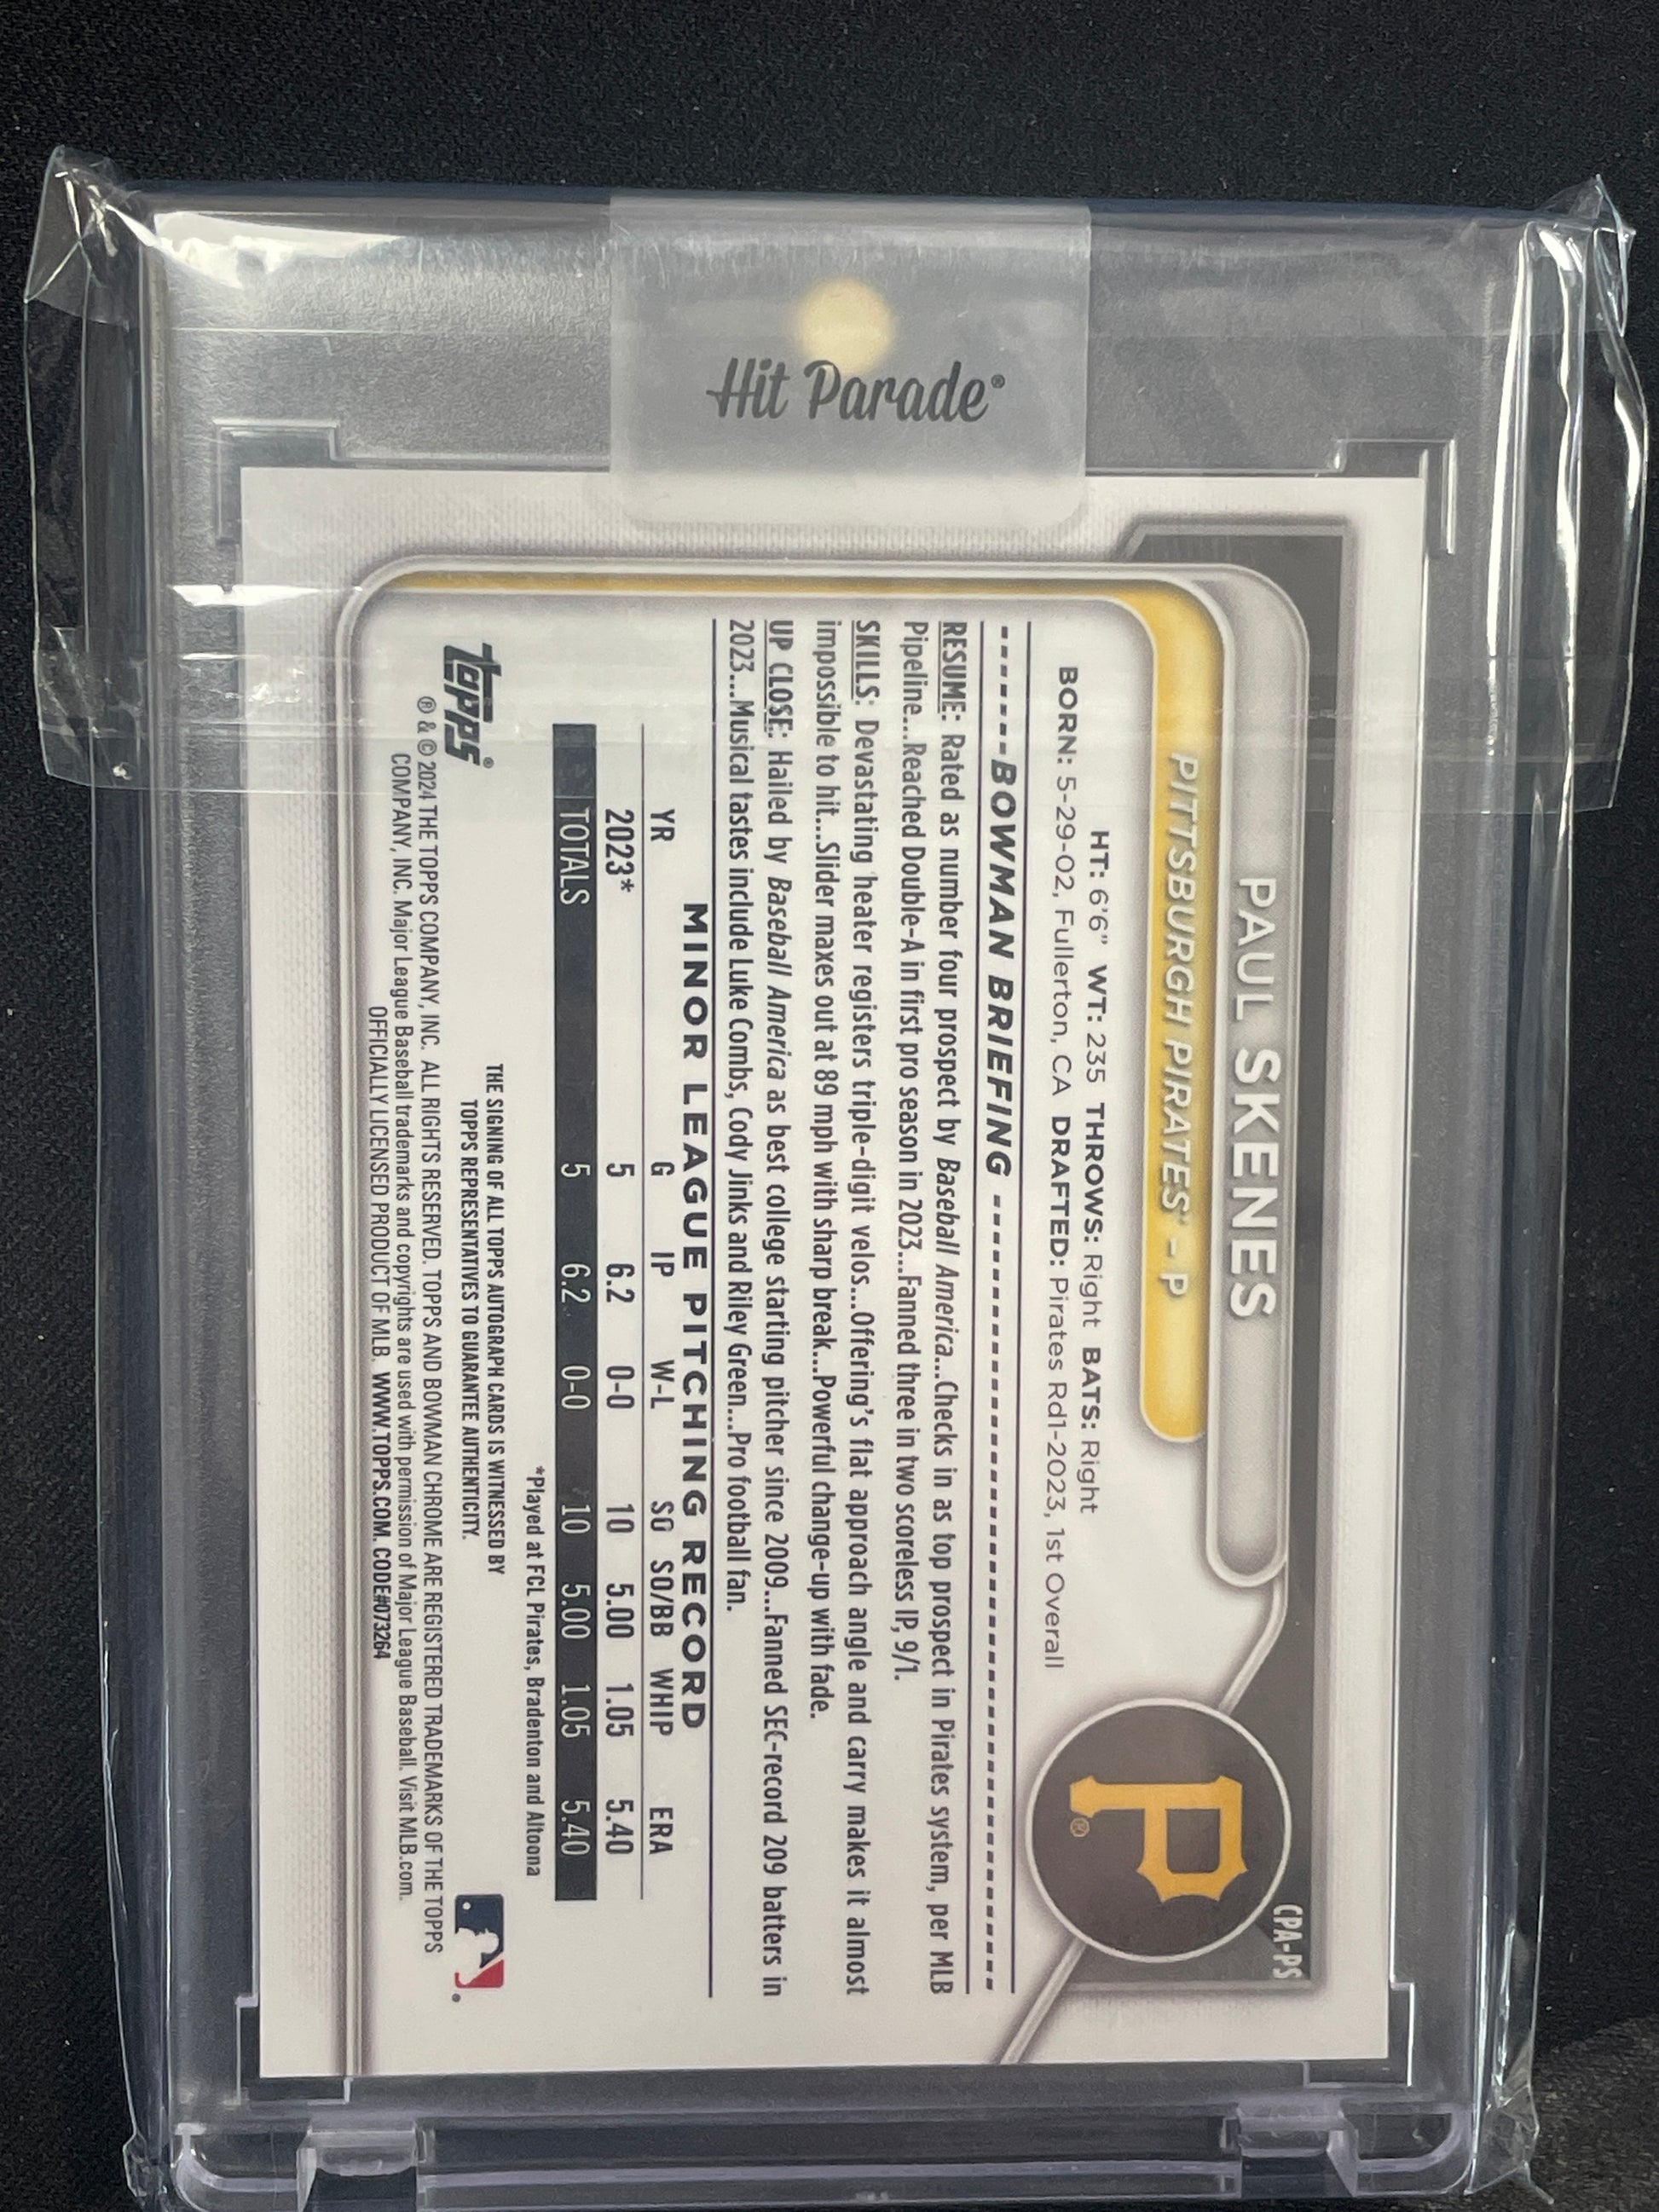 Hit Parade®
CPA-PS
PAUL SKENES
PITTSBURGH PIRATES® - P
P®
HT: 6'6" WT: 235 THROWS: Right BATS: Right
BORN: 5-29-02, Fullerton, CA DRAFTED: Pirates Rd1-2023, 1st Overall
BOWMAN BRIEFING
RESUME: Rated as number four prospect by Baseball America...Checks in as top prospect in Pirates system, per MLB
Pipeline...Reached Double-A in first pro season in 2023...Fanned three in two scoreless IP, 9/1.
SKILLS: Devastating heater registers triple-digit velos...Offering's flat approach angle and carry makes it almost
impossible to hit...Slider maxes out at 89 mph with sharp break...Powerful change-up with fade.
UP CLOSE: Hailed by Baseball America as best college starting pitcher since 2009...Fanned SEC-record 209 batters in
2023...Musical tastes include Luke Combs, Cody Jinks and Riley Green...Pro football fan.
MINOR LEAGUE PITCHING RECORD
YR G IP W-L SO SO/BB WHIP ERA
2023* 5 6.2 0-0 10 5.00 1.05 5.40
TOTALS 5 6.2 0-0 10 5.00 1.05 5.40
*Played at FCL Pirates, Bradenton and Altoona
THE SIGNING OF ALL TOPPS AUTOGRAPH CARDS IS WITNESSED BY
TOPPS REPRESENTATIVES TO GUARANTEE AUTHENTICITY.
topps®
® & © 2024 THE TOPPS COMPANY, INC. ALL RIGHTS RESERVED. TOPPS AND BOWMAN CHROME ARE REGISTERED TRADEMARKS OF THE TOPPS
COMPANY, INC. Major League Baseball trademarks and copyrights are used with permission of Major League Baseball. Visit MLB.com.
OFFICIALLY LICENSED PRODUCT OF MLB. WWW.TOPPS.COM. CODE#073264